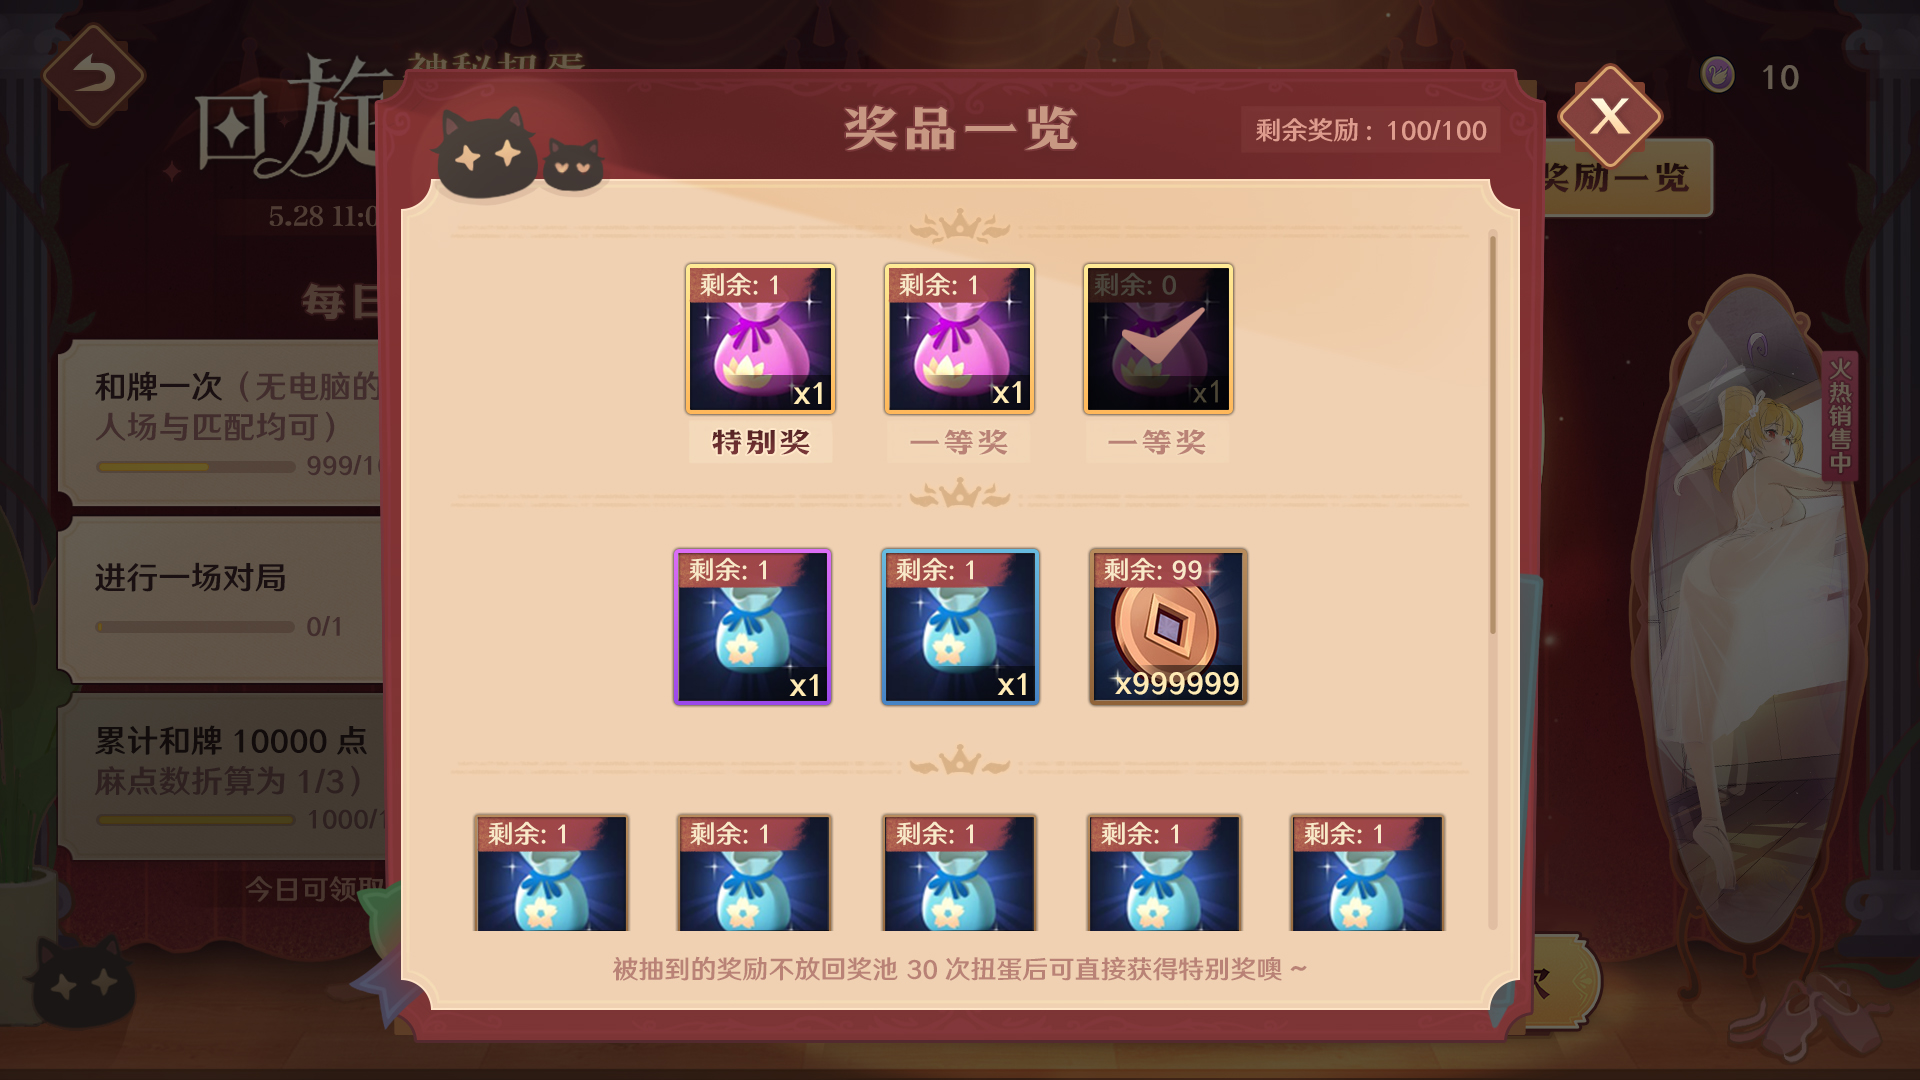 神秘扭蛋
回旋
5.28 11:0
每日
和牌一次（无电脑的
人场与匹配均可）
999/10
进行一场对局
0/1
累计和牌 10000 点
麻点数折算为 1/3）
1000/1
今日可领取
奖品一览
剩余奖励：100/100
X
10
奖励一览
剩余: 1
x1
特别奖
剩余: 1
x1
一等奖
剩余: 0
x1
一等奖
剩余: 1
x1
剩余: 1
x1
剩余: 99
x999999
剩余: 1
剩余: 1
剩余: 1
剩余: 1
剩余: 1
被抽到的奖励不放回奖池 30 次扭蛋后可直接获得特别奖噢 ~
火热销售中
次